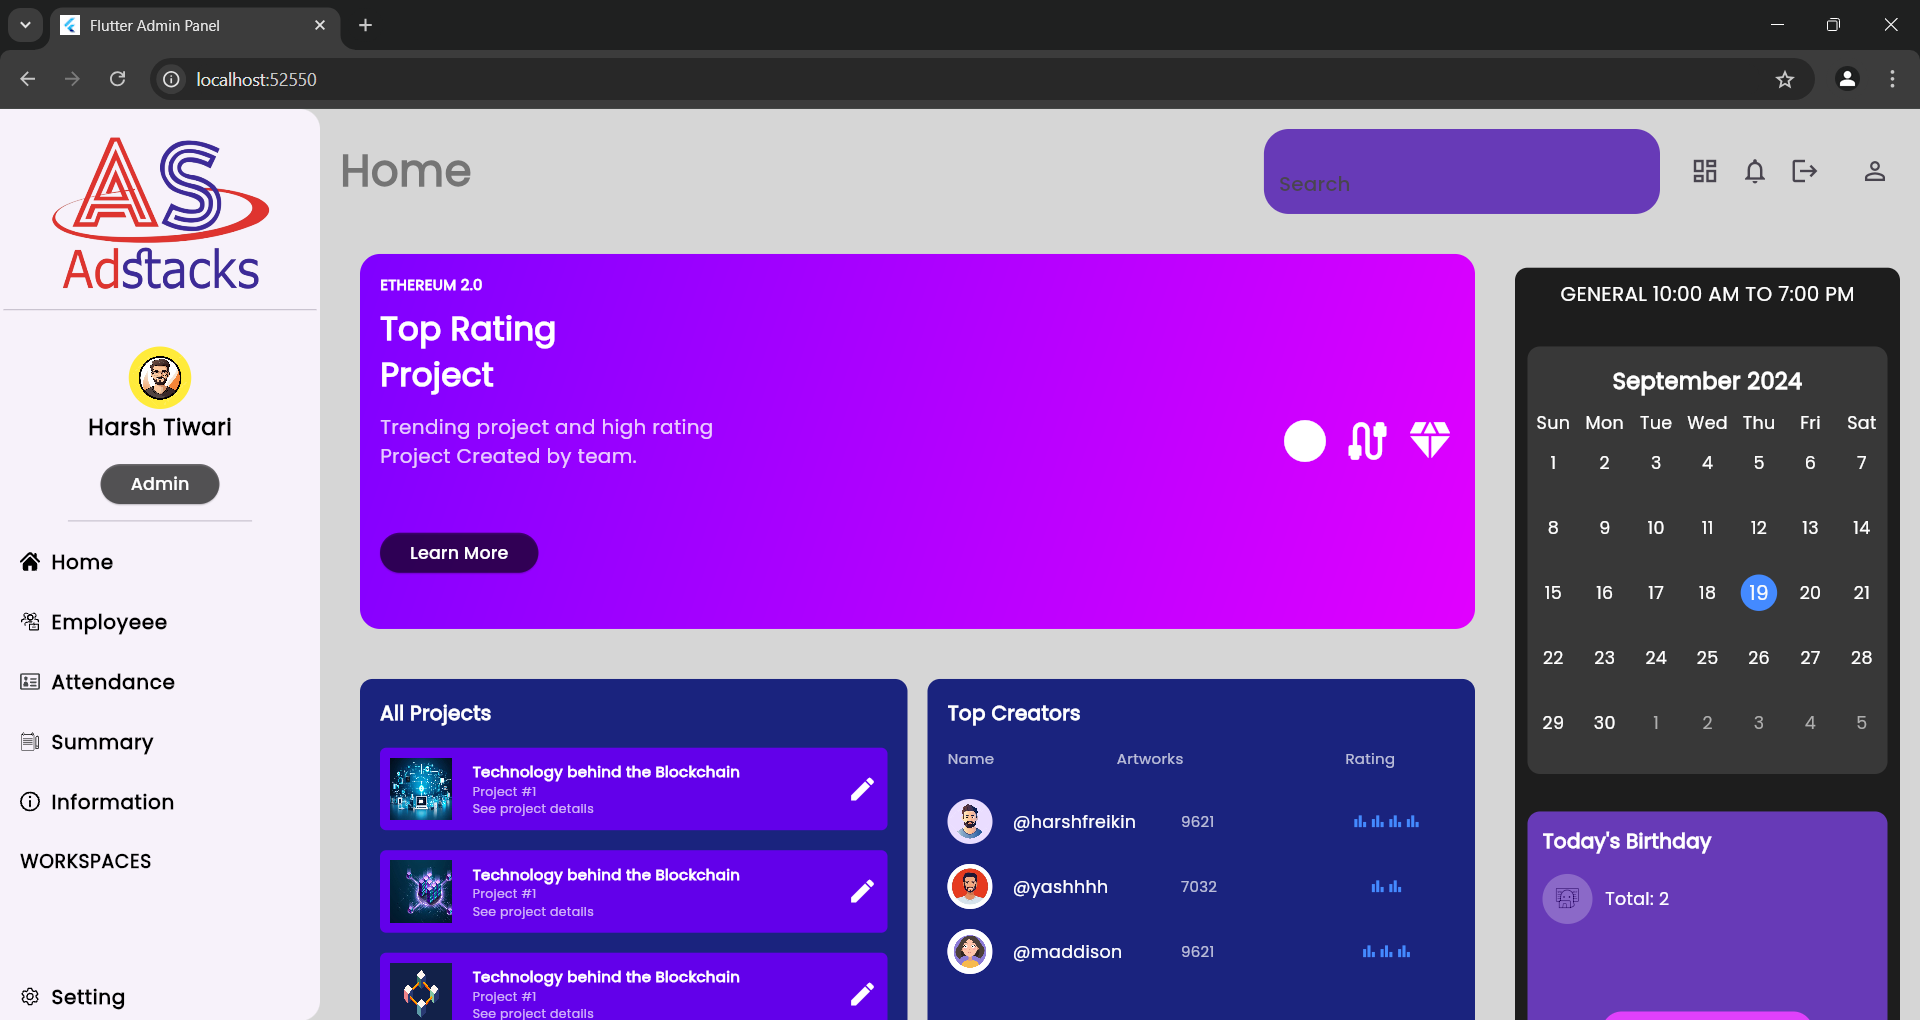 Flutter Admin Panel
localhost:52550
AS
Adstacks
Harsh Tiwari
Admin
Home
Employeee
Attendance
Summary
Information
WORKSPACES
Setting
Home
Search
ETHEREUM 2.0
Top Rating
Project
Trending project and high rating
Project Created by team.
Learn More
All Projects
Technology behind the Blockchain
Project #1
See project details
Technology behind the Blockchain
Project #1
See project details
Technology behind the Blockchain
Project #1
See project details
Top Creators
Name Artworks Rating
@harshfreikin 9621
@yashhhh 7032
@maddison 9621
GENERAL 10:00 AM TO 7:00 PM
September 2024
Sun Mon Tue Wed Thu Fri Sat
1 2 3 4 5 6 7
8 9 10 11 12 13 14
15 16 17 18 19 20 21
22 23 24 25 26 27 28
29 30 1 2 3 4 5
Today's Birthday
Total: 2